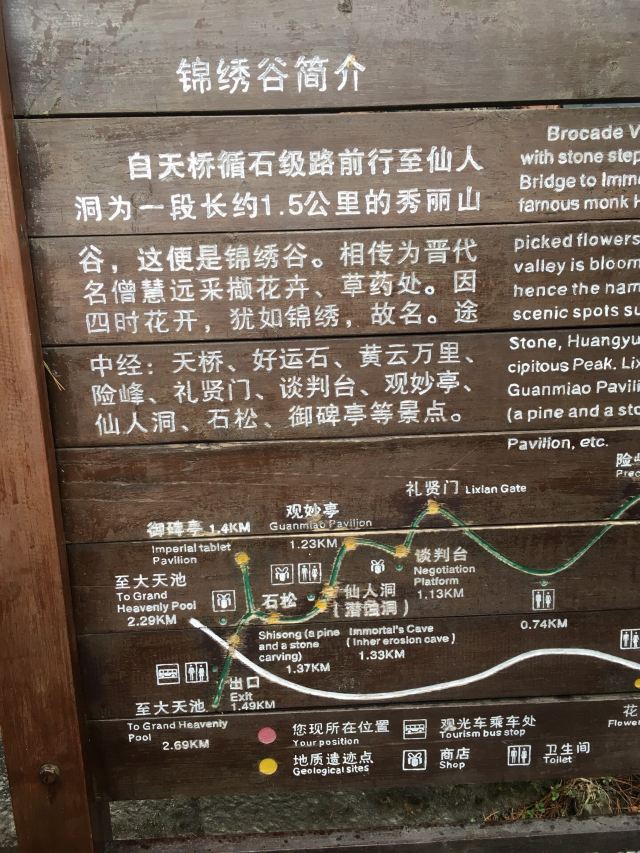 锦绣谷简介
自天桥循石级路前行至仙人
洞为一段长约1.5公里的秀丽山
谷，这便是锦绣谷。相传为晋代
名僧慧远采撷花卉、草药处。因
四时花开，犹如锦绣，故名。途
中经：天桥、好运石、黄云万里、
险峰、礼贤门、谈判台、观妙亭、
仙人洞、石松、御碑亭等景点。
Brocade V
with stone step
Bridge to Imm
famous monk H
picked flowers
valley is bloom
hence the nam
scenic spots su
Stone, Huangyu
cipitous Peak, Lix
Guanmiao Pavili
(a pine and a sto
Pavilion, etc.
险峰
Prec
礼贤门 Lixian Gate
观妙亭
Guanmiao Pavilion
1.23KM
御碑亭 1.4KM
Imperial tablet
Pavilion
谈判台
Negotiation
Platform
1.13KM
至大天池
To Grand
Heavenly Pool
2.29KM
石松
Shisong (a pine
and a stone
carving)
1.37KM
仙人洞
（潜蚀洞）
Immortal's Cave
( Inner erosion cave )
1.33KM
0.74KM
出口
Exit
1.49KM
至大天池
To Grand Heavenly
Pool
2.69KM
花
Flowe
您现所在位置
Your position
观光车乘车处
Tourism bus stop
地质遗迹点
Geological sites
商店
Shop
卫生间
Toilet